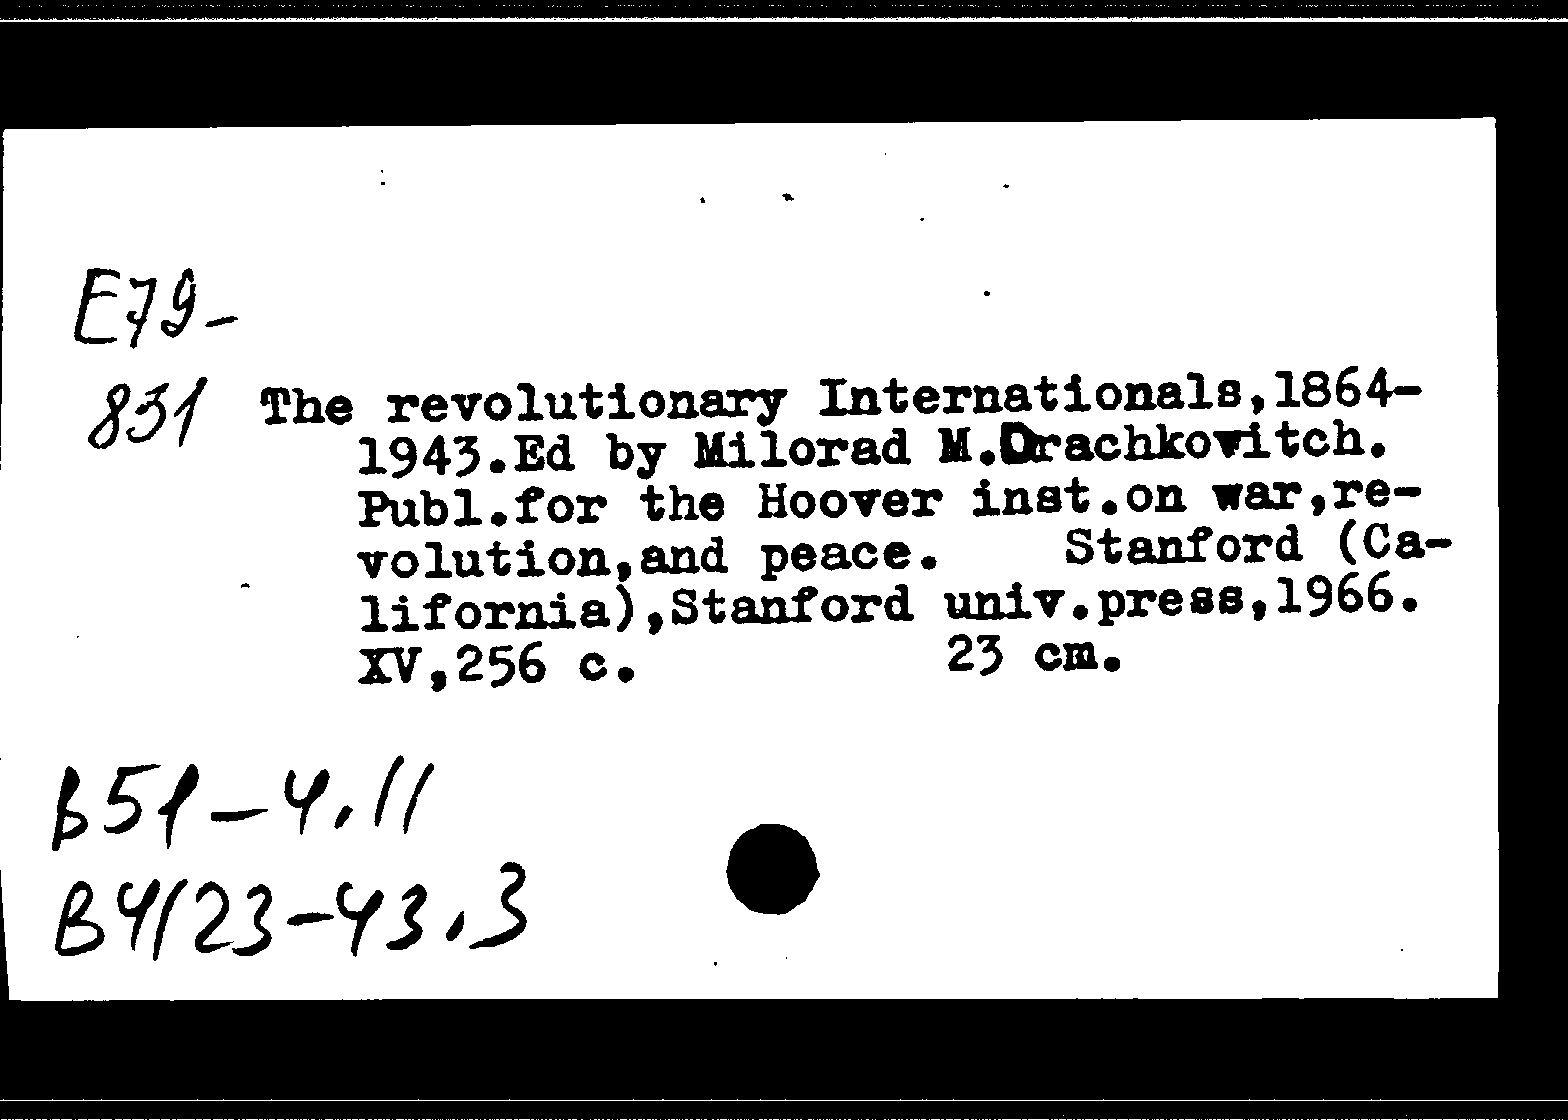 E79-
831 The revolutionary Internationals,1864-
1943.Ed by Milorad M.Drachkovitch.
Publ.for the Hoover inst.on war,re-
volution,and peace. Stanford (Ca-
lifornia),Stanford univ.press,1966.
XV,256 c. 23 cm.
В51-4.11
В4/23-43.3